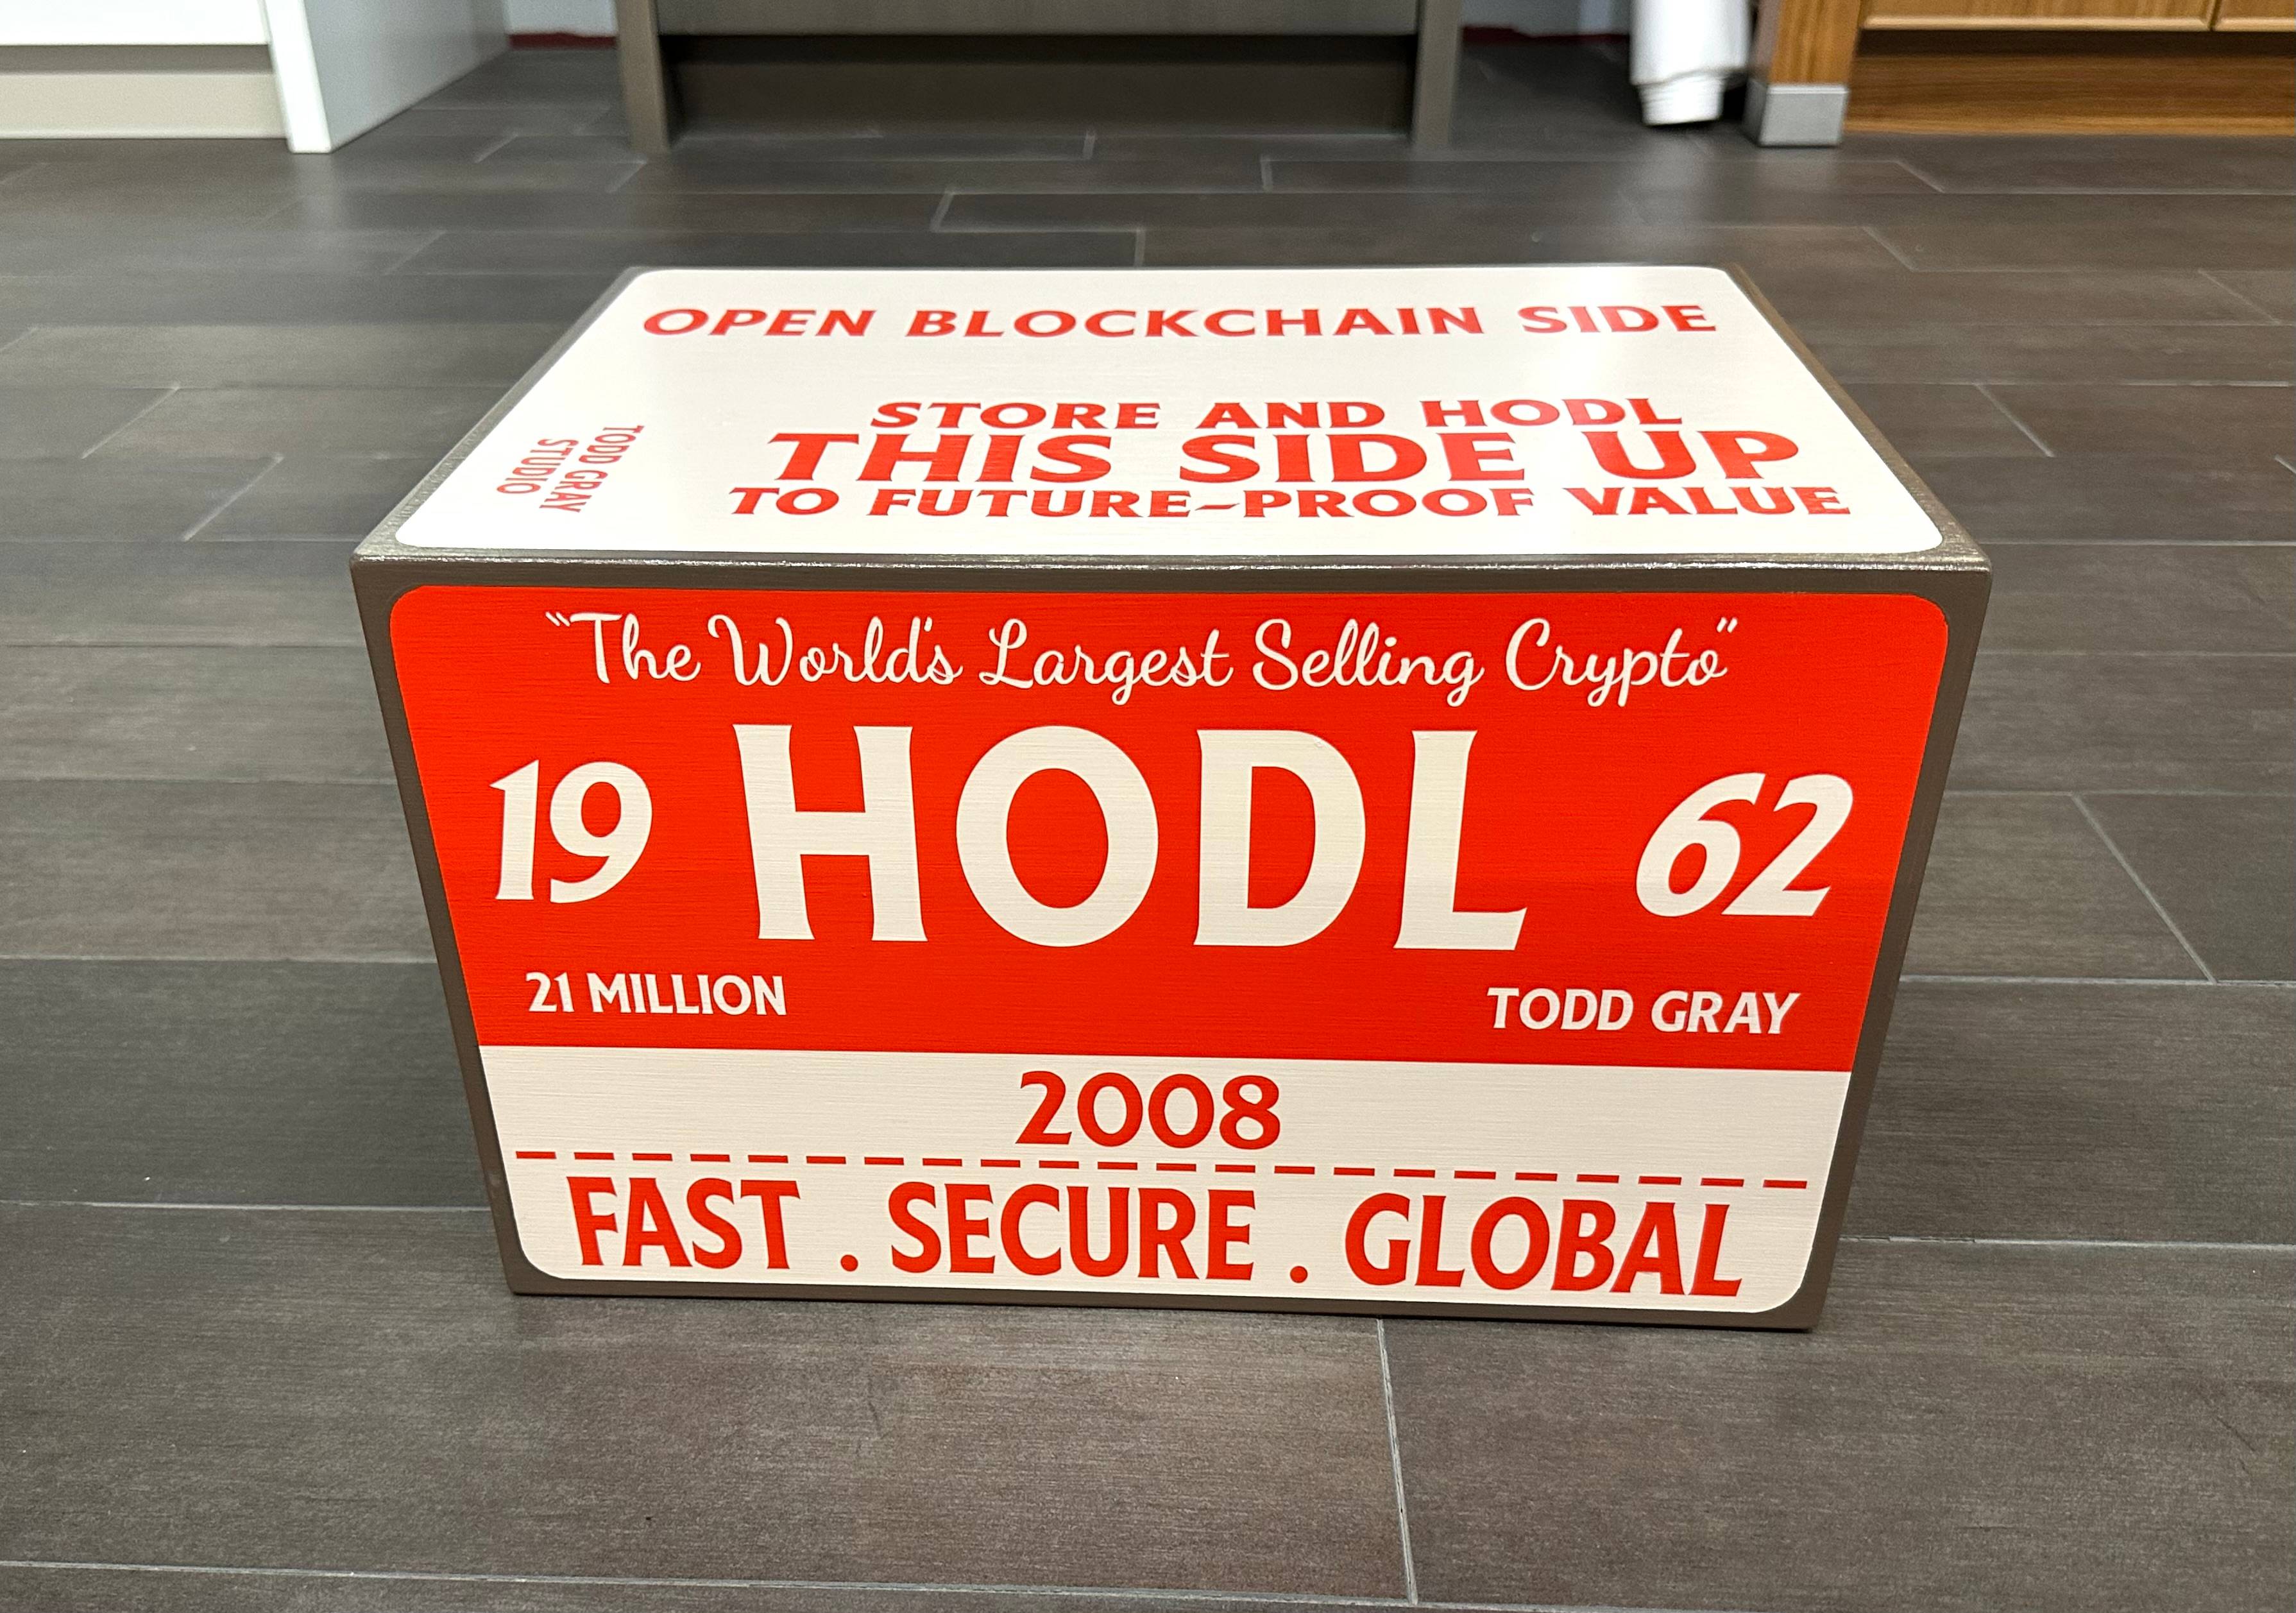 OPEN BLOCKCHAIN SIDE
STORE AND HODL
THIS SIDE UP
TO FUTURE-PROOF VALUE
TODD GRAY
STUDIO
"The World's Largest Selling Crypto"
19 HODL 62
21 MILLION TODD GRAY
2008
FAST . SECURE . GLOBAL